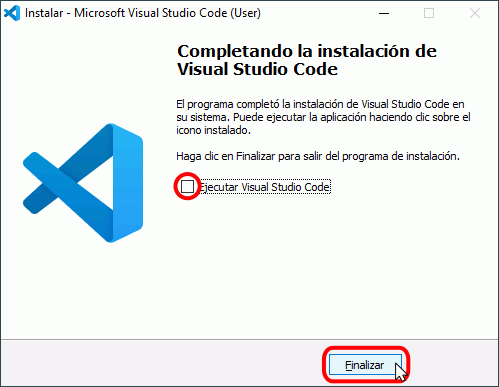 Instalar - Microsoft Visual Studio Code (User)
Completando la instalación de
Visual Studio Code
El programa completó la instalación de Visual Studio Code en
su sistema. Puede ejecutar la aplicación haciendo clic sobre el
icono instalado.
Haga clic en Finalizar para salir del programa de instalación.
Ejecutar Visual Studio Code
Finalizar